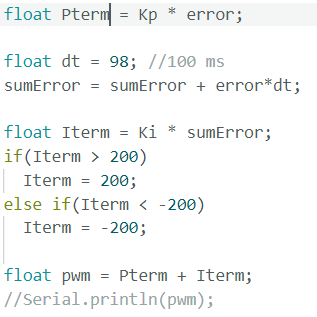 float Pterm = Kp * error;
float dt = 98; //100 ms
sumError = sumError + error*dt;
float Iterm = Ki * sumError;
if(Iterm > 200)
Iterm = 200;
else if(Iterm < -200)
Iterm = -200;
float pwm = Pterm + Iterm;
//Serial.println(pwm);